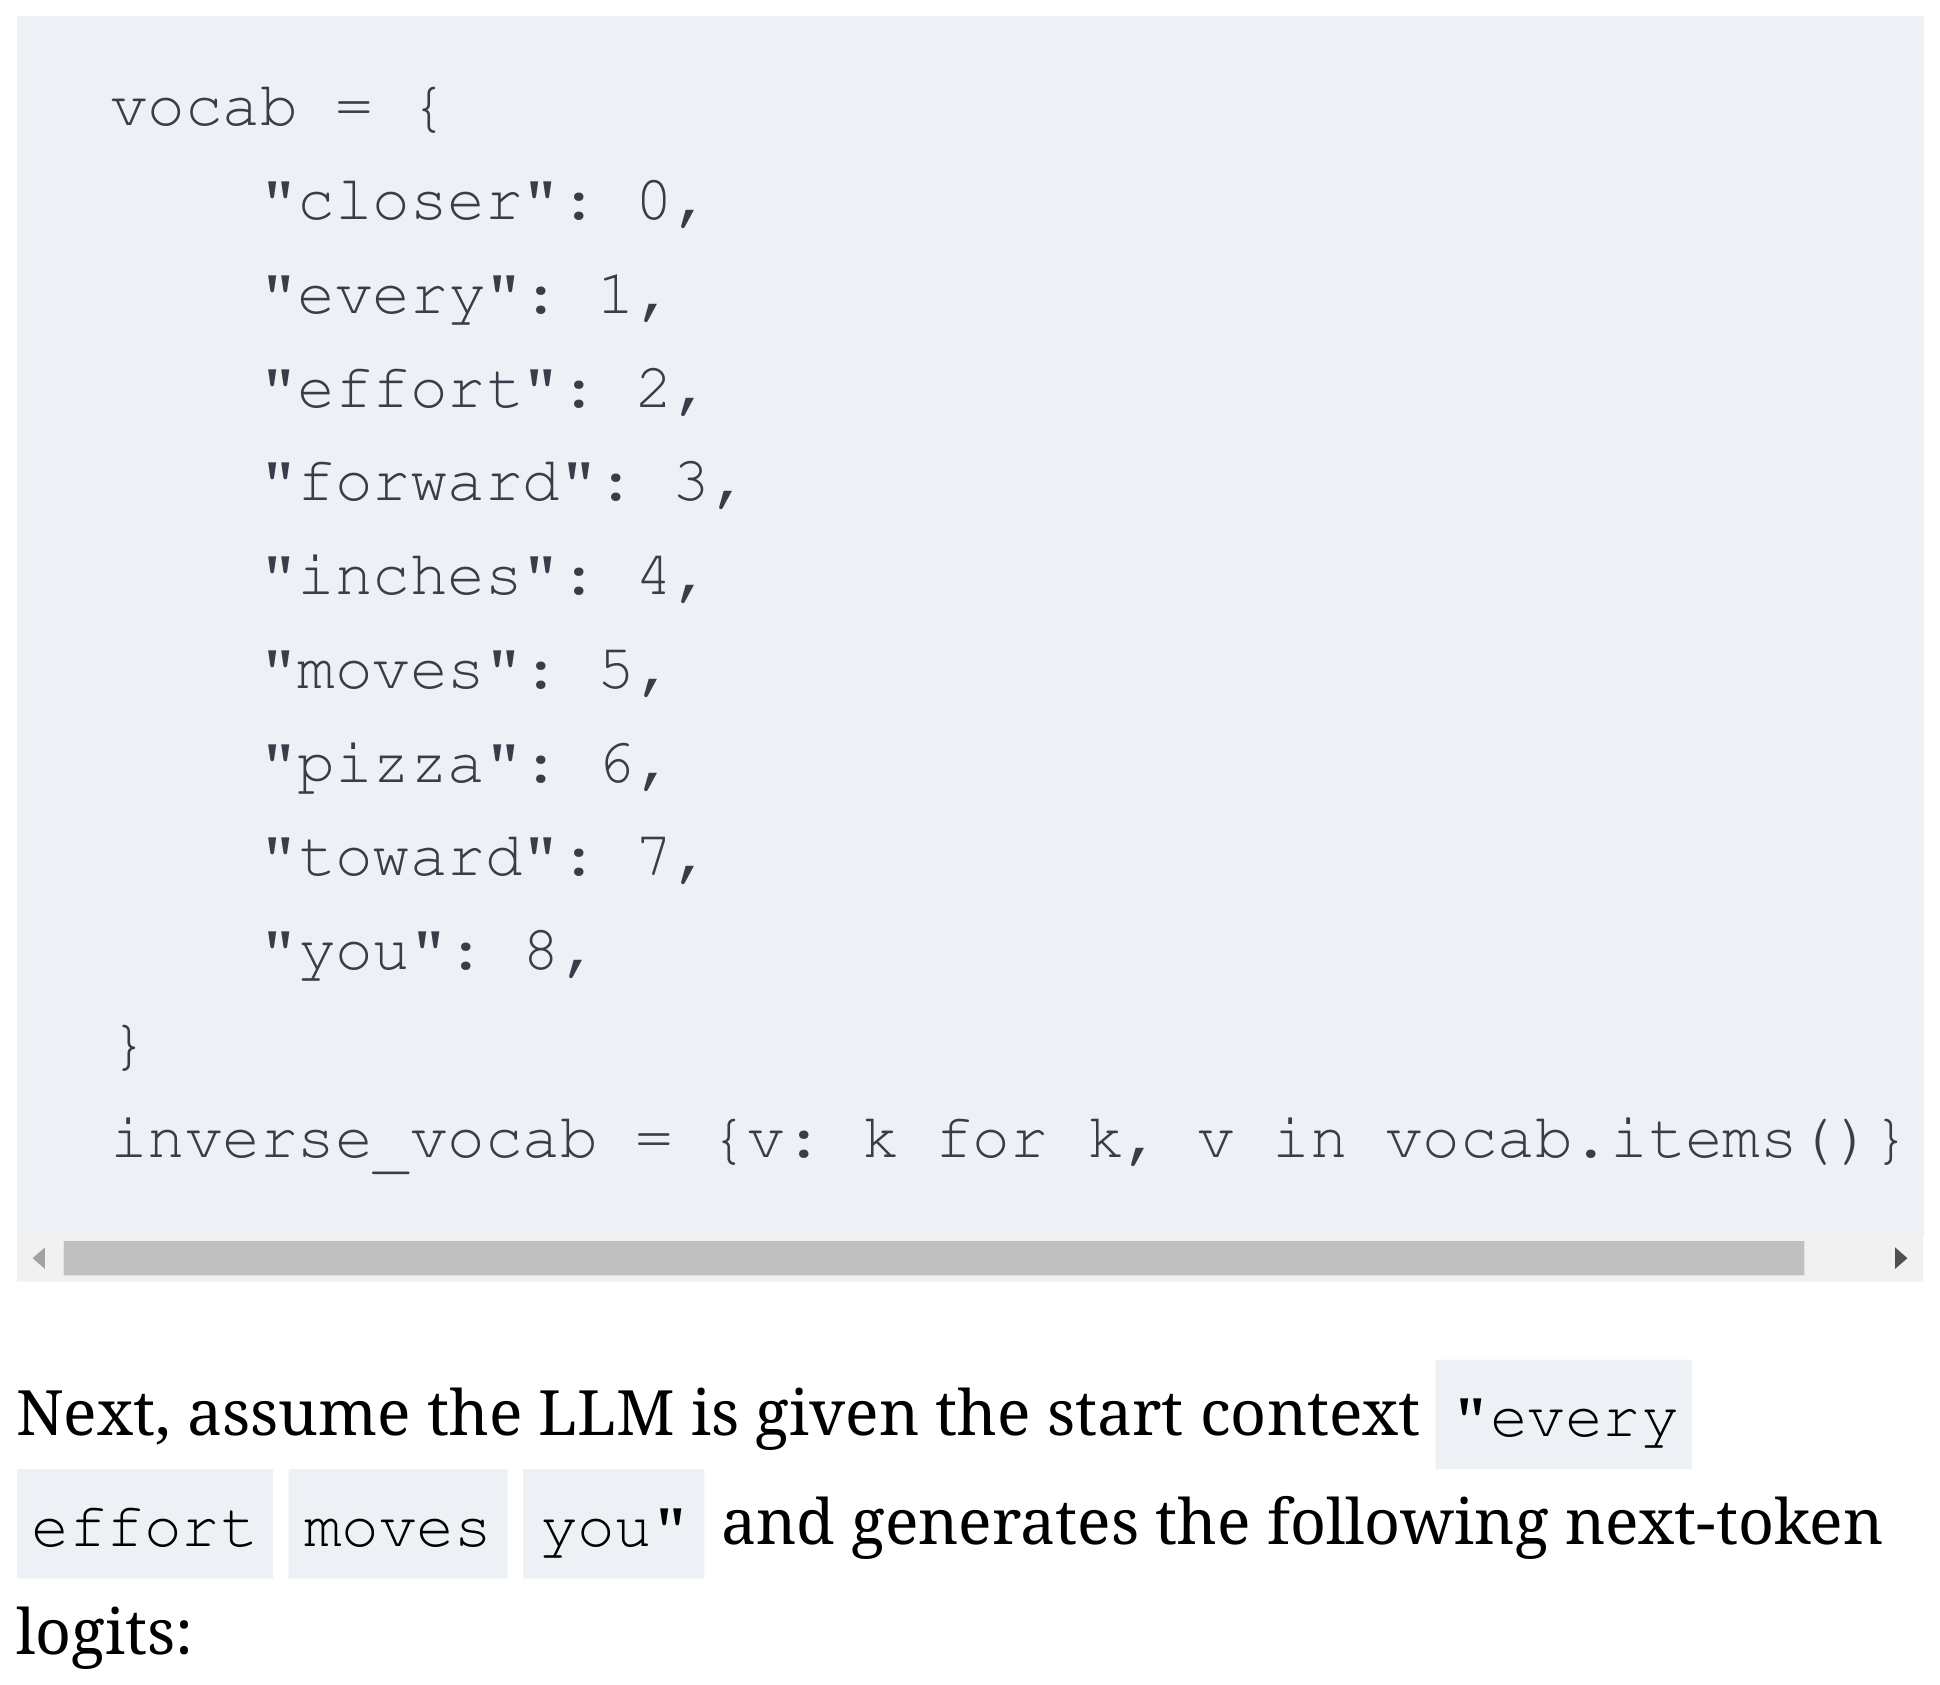 vocab = {
    "closer": 0,
    "every": 1,
    "effort": 2,
    "forward": 3,
    "inches": 4,
    "moves": 5,
    "pizza": 6,
    "toward": 7,
    "you": 8,
}
inverse_vocab = {v: k for k, v in vocab.items()}
Next, assume the LLM is given the start context "every
effort moves you" and generates the following next-token
logits: